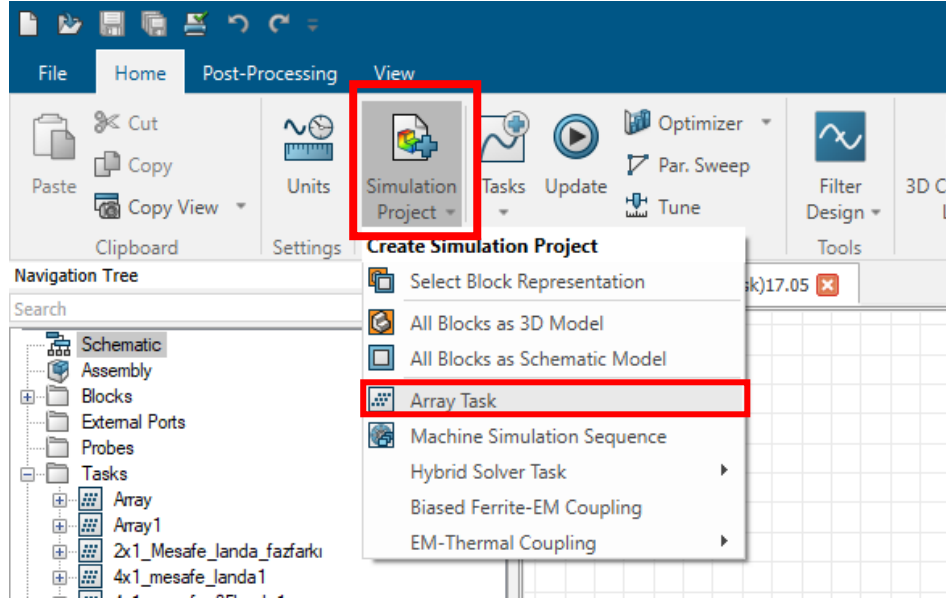 File Home Post-Processing View
Cut
Copy
Paste
Copy View
Clipboard
Units
Settings
Simulation
Project
Tasks
Update
Optimizer
Par. Sweep
Tune
Filter
Design
Tools
3D
Create Simulation Project
Select Block Representation
All Blocks as 3D Model
All Blocks as Schematic Model
Array Task
Machine Simulation Sequence
Hybrid Solver Task
Biased Ferrite-EM Coupling
EM-Thermal Coupling
sk)17.05
Navigation Tree
Search
Schematic
Assembly
Blocks
External Ports
Probes
Tasks
Array
Array1
2x1_Mesafe_landa_fazfarkı
4x1_mesafe_landa1